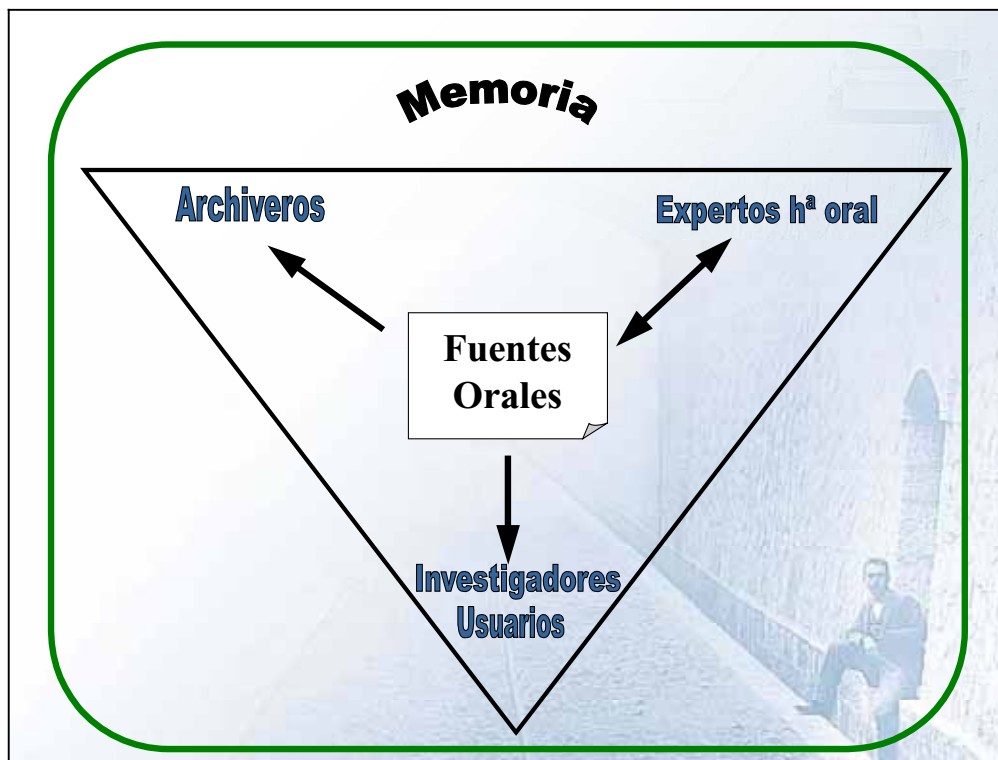 Memoria
Archiveros
Expertos hª oral
Fuentes
Orales
Investigadores
Usuarios